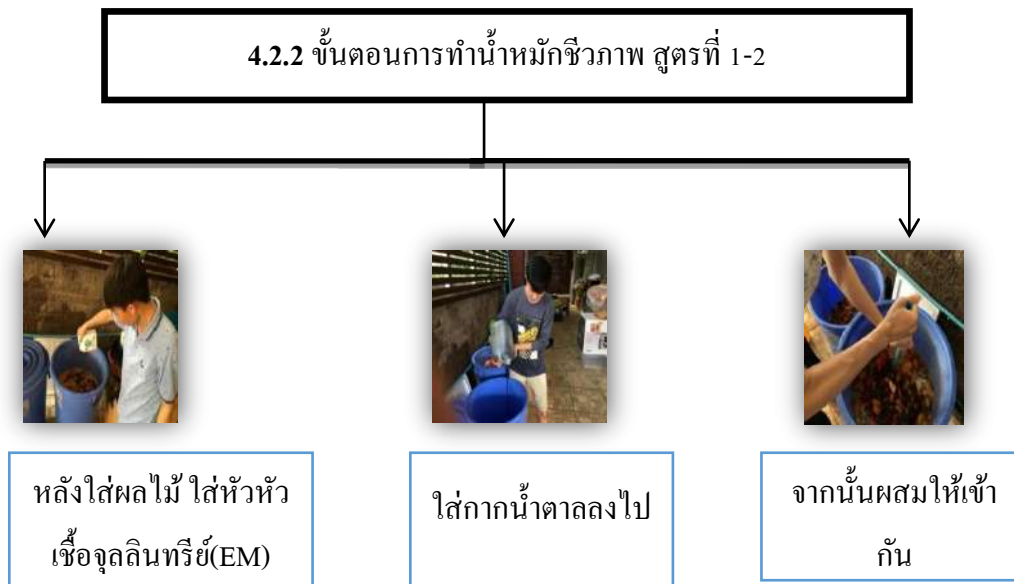 4.2.2 ขั้นตอนการทำน้ำหมักชีวภาพ สูตรที่ 1-2
หลังใส่ผลไม้ ใส่หัวหัว
เชื้อจุลลินทรีย์(EM)
ใส่กากน้ำตาลลงไป
จากนั้นผสมให้เข้า
กัน